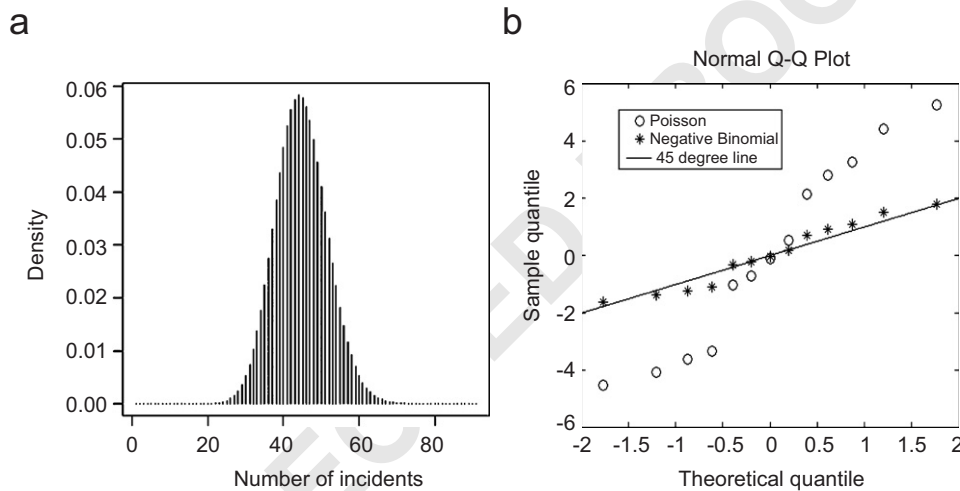 a
0.06
0.05
0.04
0.03
0.02
0.01
0.00
Density
0 20 40 60 80
Number of incidents
b
Normal Q-Q Plot
6
4
2
0
-2
-4
-6
Sample quantile
Poisson
Negative Binomial
45 degree line
-2 -1.5 -1 -0.5 0 0.5 1 1.5 2
Theoretical quantile